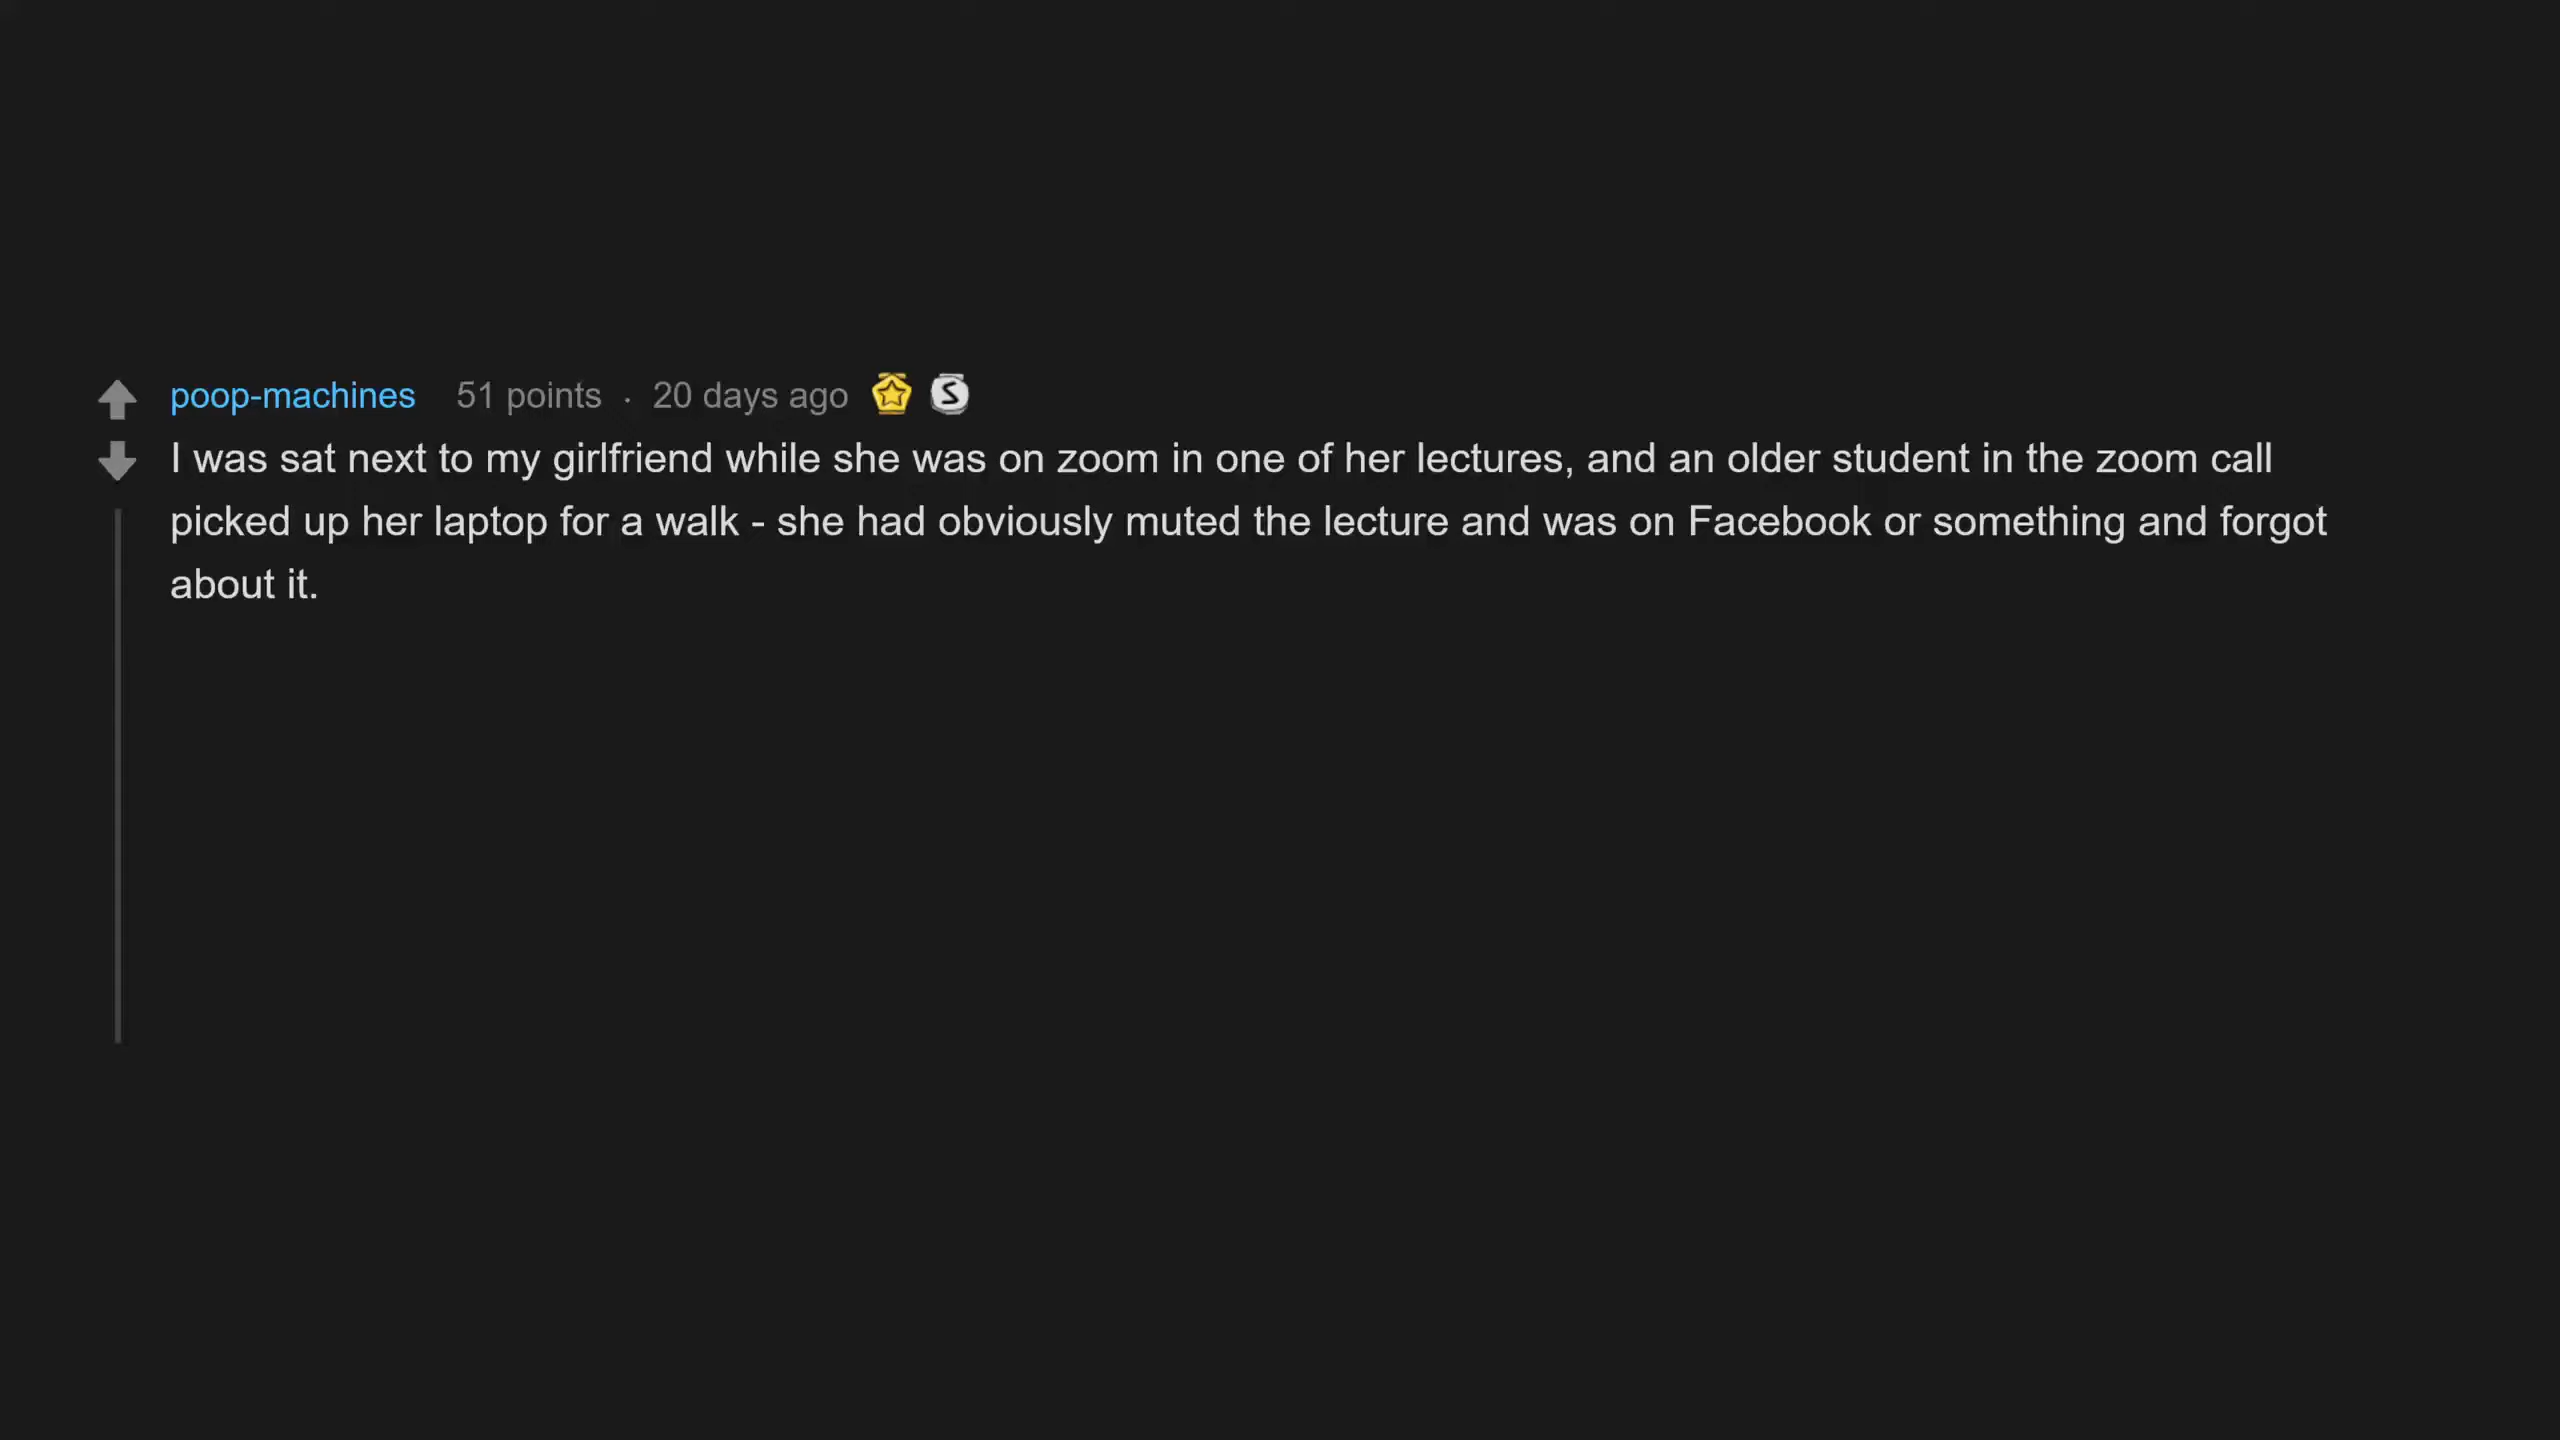 poop-machines 51 points · 20 days ago
I was sat next to my girlfriend while she was on zoom in one of her lectures, and an older student in the zoom call
picked up her laptop for a walk - she had obviously muted the lecture and was on Facebook or something and forgot
about it.